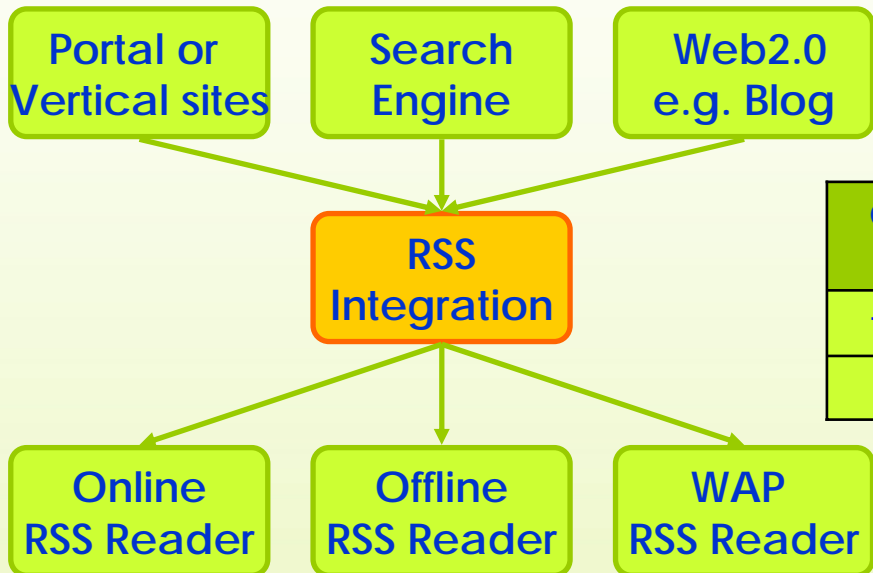 Portal or
Vertical sites
Search
Engine
Web2.0
e.g. Blog
RSS
Integration
Online
RSS Reader
Offline
RSS Reader
WAP
RSS Reader